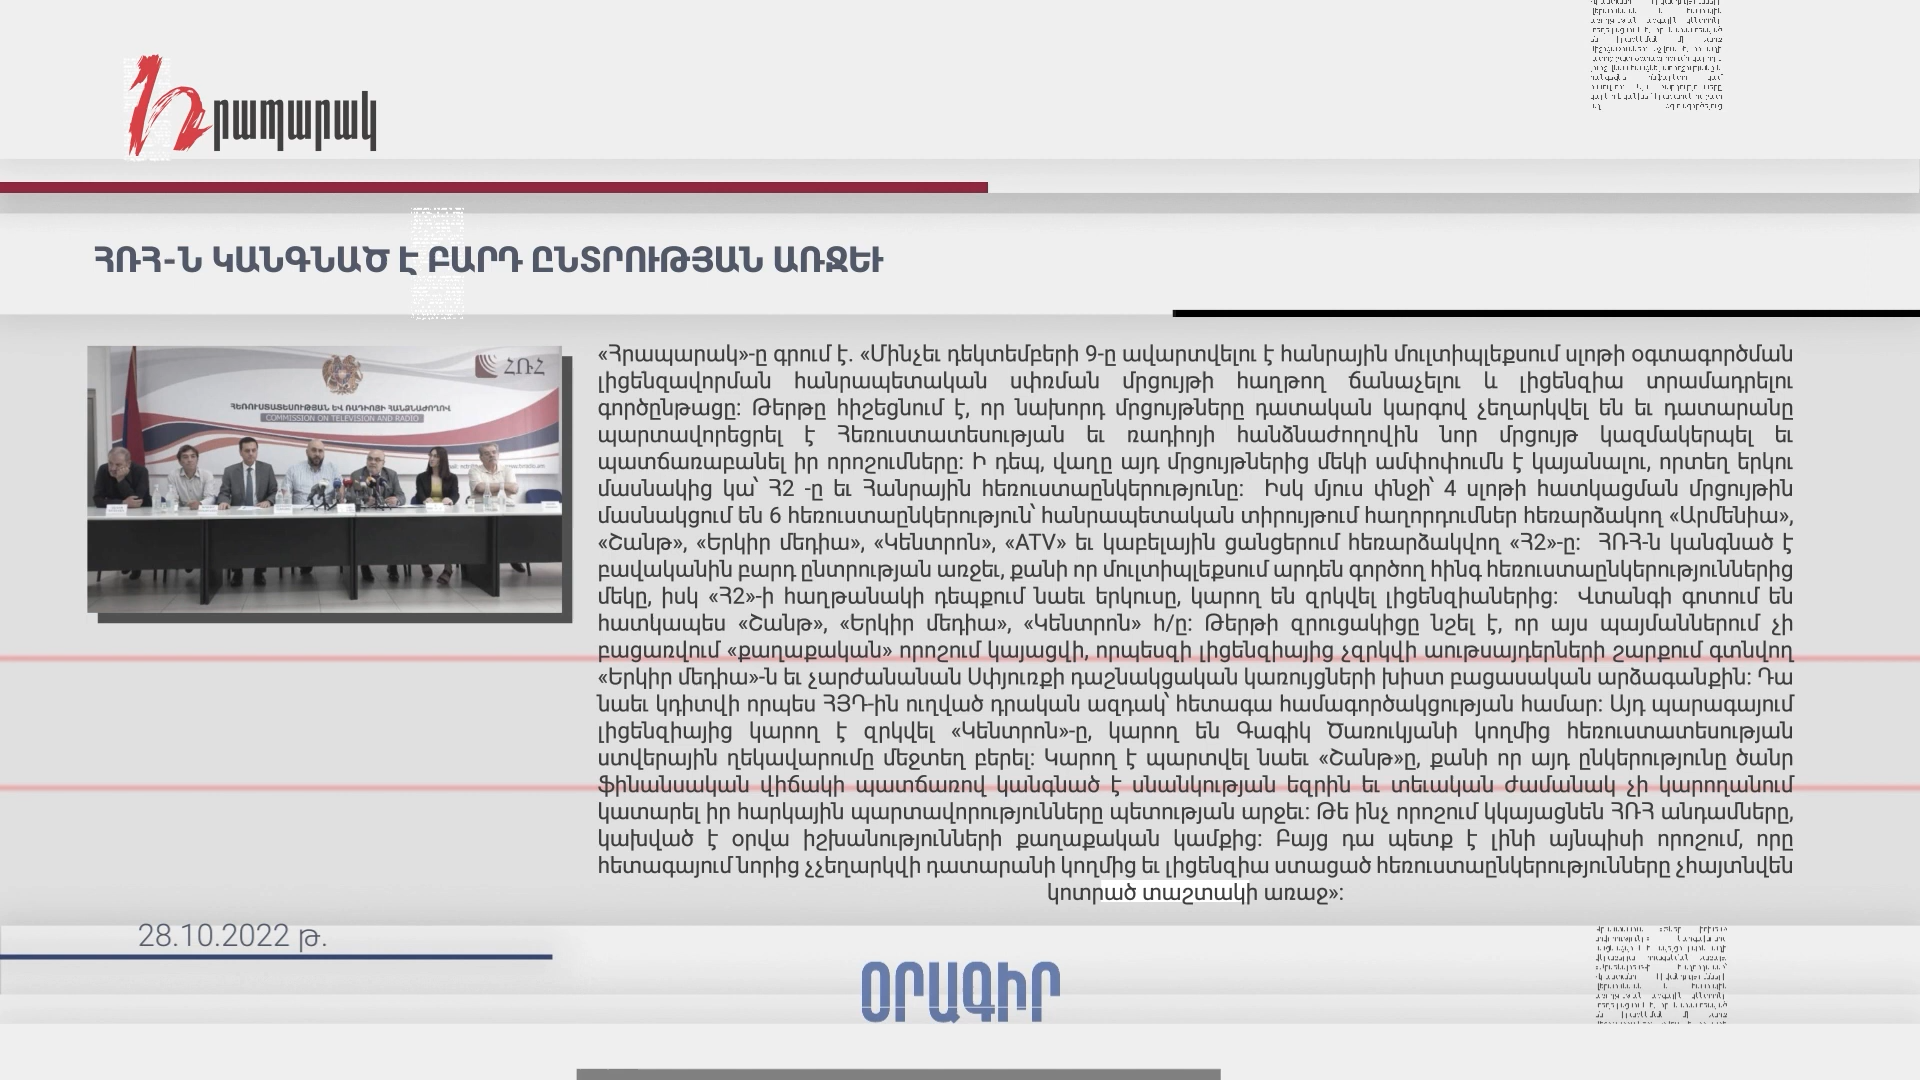 Հրապարակ
ՀՌՀ-Ն ԿԱՆԳՆԱԾ Է ԲԱՐԴ ԸՆՏՐՈՒԹՅԱՆ ԱՌՋԵՒ
ՀՌՀ
ՀԵՌՈՒՍՏԱՏԵՍՈՒԹՅԱՆ ԵՎ ՌԱԴԻՈՅԻ ՀԱՆՁՆԱԺՈՂՈՎ
COMMISSION ON TELEVISION AND RADIO
«Հրապարակ»-ը գրում է. «Մինչեւ դեկտեմբերի 9-ը ավարտվելու է հանրային մուլտիպլեքսում սլոթի օգտագործման
լիցենզավորման հանրապետական սփռման մրցույթի հաղթող ճանաչելու և լիցենզիա տրամադրելու
գործընթացը: Թերթը հիշեցնում է, որ նախորդ մրցույթները դատական կարգով չեղարկվել են եւ դատարանը
պարտավորեցրել է Հեռուստատեսության եւ ռադիոյի հանձնաժողովին նոր մրցույթ կազմակերպել եւ
պատճառաբանել իր որոշումները: Ի դեպ, վաղը այդ մրցույթներից մեկի ամփոփումն է կայանալու, որտեղ երկու
մասնակից կա՝ Հ2 -ը եւ Հանրային հեռուստաընկերությունը: Իսկ մյուս փնջի՝ 4 սլոթի հատկացման մրցույթին
մասնակցում են 6 հեռուստաընկերություն՝ հանրապետական տիրույթում հաղորդումներ հեռարձակող «Արմենիա»,
«Շանթ», «Երկիր մեդիա», «Կենտրոն», «ATV» եւ կաբելային ցանցերում հեռարձակվող «Հ2»-ը: ՀՌՀ-ն կանգնած է
բավականին բարդ ընտրության առջեւ, քանի որ մուլտիպլեքսում արդեն գործող հինգ հեռուստաընկերություններից
մեկը, իսկ «Հ2»-ի հաղթանակի դեպքում նաեւ երկուսը, կարող են զրկվել լիցենզիաներից: Վտանգի գոտում են
հատկապես «Շանթ», «Երկիր մեդիա», «Կենտրոն» հ/ը: Թերթի զրուցակիցը նշել է, որ այս պայմաններում չի
բացառվում «քաղաքական» որոշում կայացվի, որպեսզի լիցենզիայից չզրկվի աութսայդերների շարքում գտնվող
«Երկիր մեդիա»-ն եւ չարժանանան Սփյուռքի դաշնակցական կառույցների խիստ բացասական արձագանքին: Դա
նաեւ կդիտվի որպես ՀՅԴ-ին ուղված դրական ազդակ՝ հետագա համագործակցության համար: Այդ պարագայում
լիցենզիայից կարող է զրկվել «Կենտրոն»-ը, կարող են Գագիկ Ծառուկյանի կողմից հեռուստատեսության
ստվերային ղեկավարումը մեջտեղ բերել: Կարող է պարտվել նաեւ «Շանթ»ը, քանի որ այդ ընկերությունը ծանր
ֆինանսական վիճակի պատճառով կանգնած է սնանկության եզրին եւ տեւական ժամանակ չի կարողանում
կատարել իր հարկային պարտավորությունները պետության արջեւ: Թե ինչ որոշում կկայացնեն ՀՌՀ անդամները,
կախված է օրվա իշխանությունների քաղաքական կամքից: Բայց դա պետք է լինի այնպիսի որոշում, որը
հետագայում նորից չչեղարկվի դատարանի կողմից եւ լիցենզիա ստացած հեռուստաընկերությունները չհայտնվեն
կոտրած տաշտակի առաջ»:
28.10.2022 թ.
ՕՐԱԳԻՐ